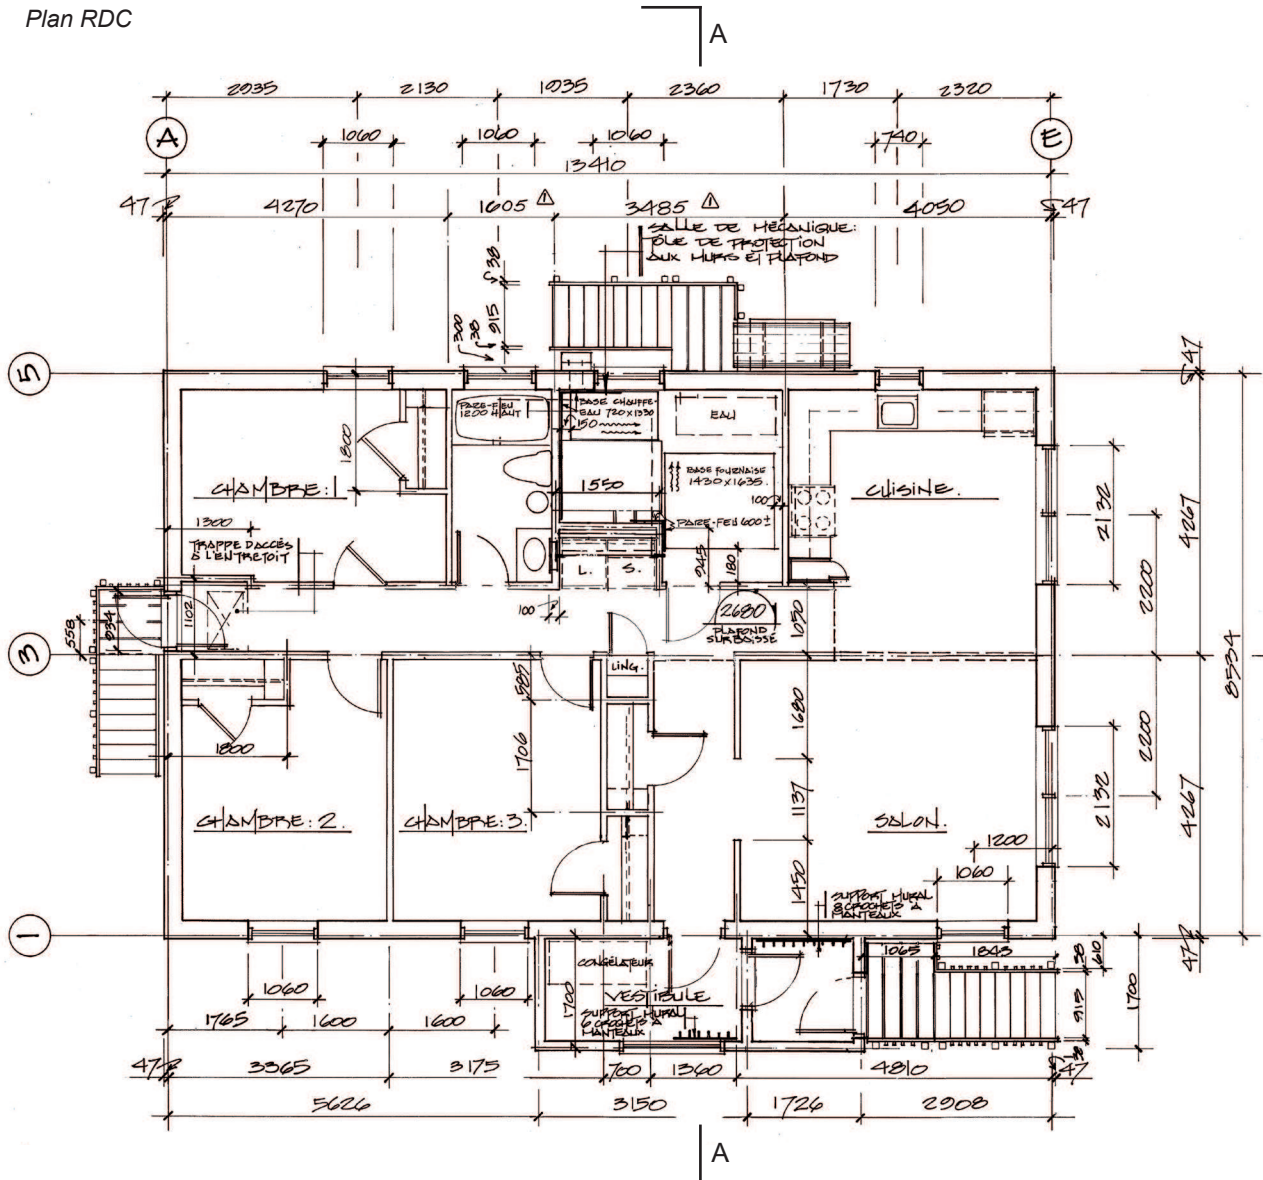 Plan RDC
A
2935 2130 1935 2360 1730 2320
A 1060 1060 1060 740 E
13410
47 4270 1605 3485 4050 47
SALLE DE MÉCANIQUE:
TÔLE DE PROTECTION
AUX MURS ET PLAFOND
38
915
300
38
5
47
PARE-FEU
1200 HAUT
BASE CHAUFFE-
EAU 720x1330
150
EAU
1800
CHAMBRE: 1
1550
BASE FOURNAISE
1430x1635.
100
CUISINE.
2132
4267
1300
TRAPPE D'ACCÈS
À L'ENTRETOIT
PARE-FEU 600±
L. S.
945
180
2200
558
934
1102
100
2680
PLAFOND
SURBAISSÉ
1050
3
LING.
585
8534
1800
1706
1680
2200
CHAMBRE: 2.
CHAMBRE: 3.
1137
SALON.
2132
4267
1200
1060
1450
SUPPORT MURAL
8 CROCHETS À
MANTEAUX
1
47
CONGÉLATEUR
1065 1843
38
610
1060 1060
1700
VESTIBULE
SUPPORT MURAL
6 CROCHETS À
MANTEAUX
915
1700
1765 1600 1600
38
47 3365 3175 700 1360 4810 47
5626 3150 1726 2908
A